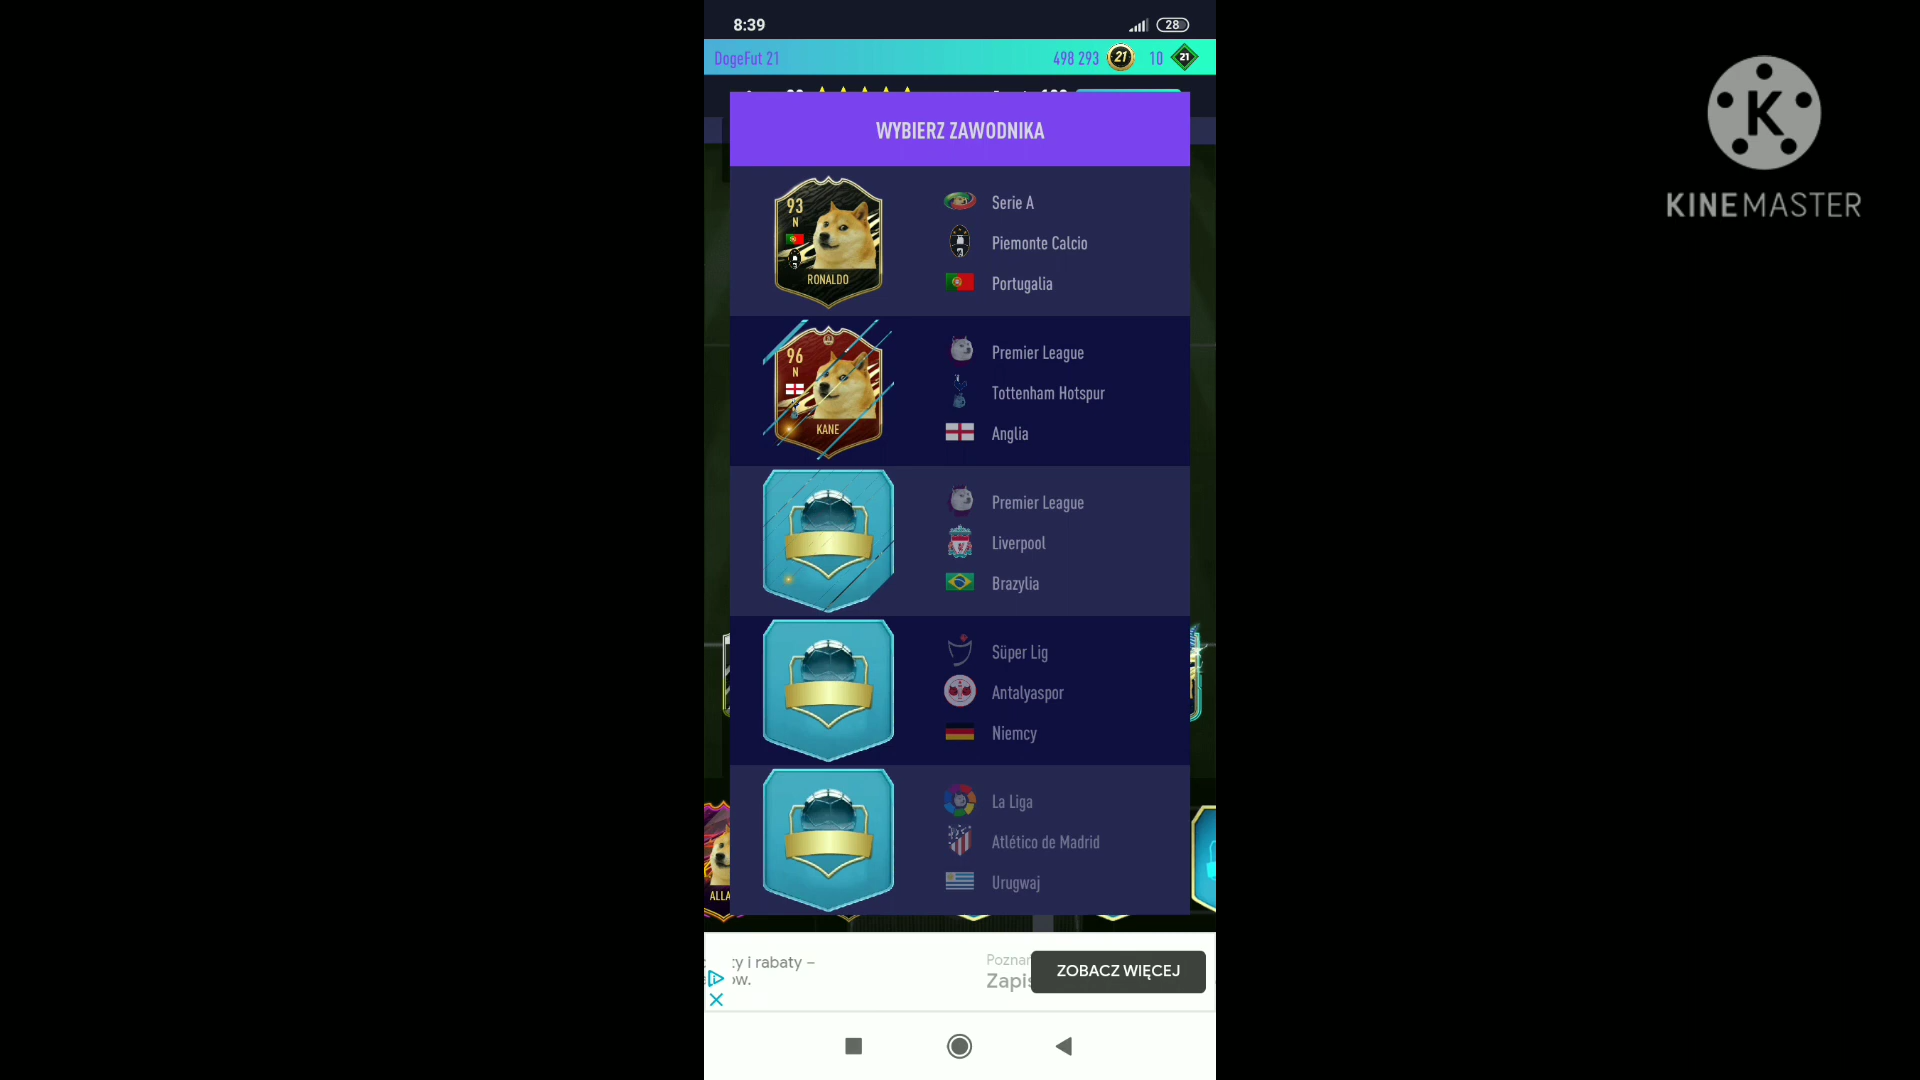 8:39
28
DogeFut 21
498 293
21
10
21
WYBIERZ ZAWODNIKA
93
N
RONALDO
Serie A
Piemonte Calcio
Portugalia
96
N
KANE
Premier League
Tottenham Hotspur
Anglia
Premier League
Liverpool
Brazylia
Süper Lig
Antalyaspor
Niemcy
La Liga
Atlético de Madrid
Urugwaj
ALLA
ty i rabaty –
ów.
Poznar
Zapis
ZOBACZ WIĘCEJ
K
KINEMASTER